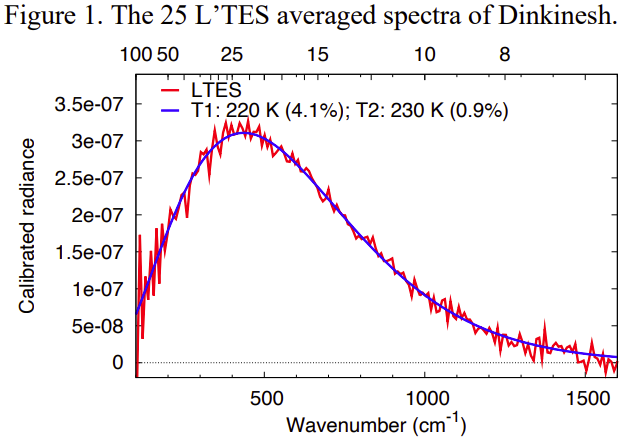 Figure 1. The 25 L’TES averaged spectra of Dinkinesh.
100 50 25 15 10 8
LTES
T1: 220 K (4.1%); T2: 230 K (0.9%)
3.5e-07
3e-07
2.5e-07
2e-07
1.5e-07
1e-07
5e-08
0
Calibrated radiance
500 1000 1500
Wavenumber (cm⁻¹)